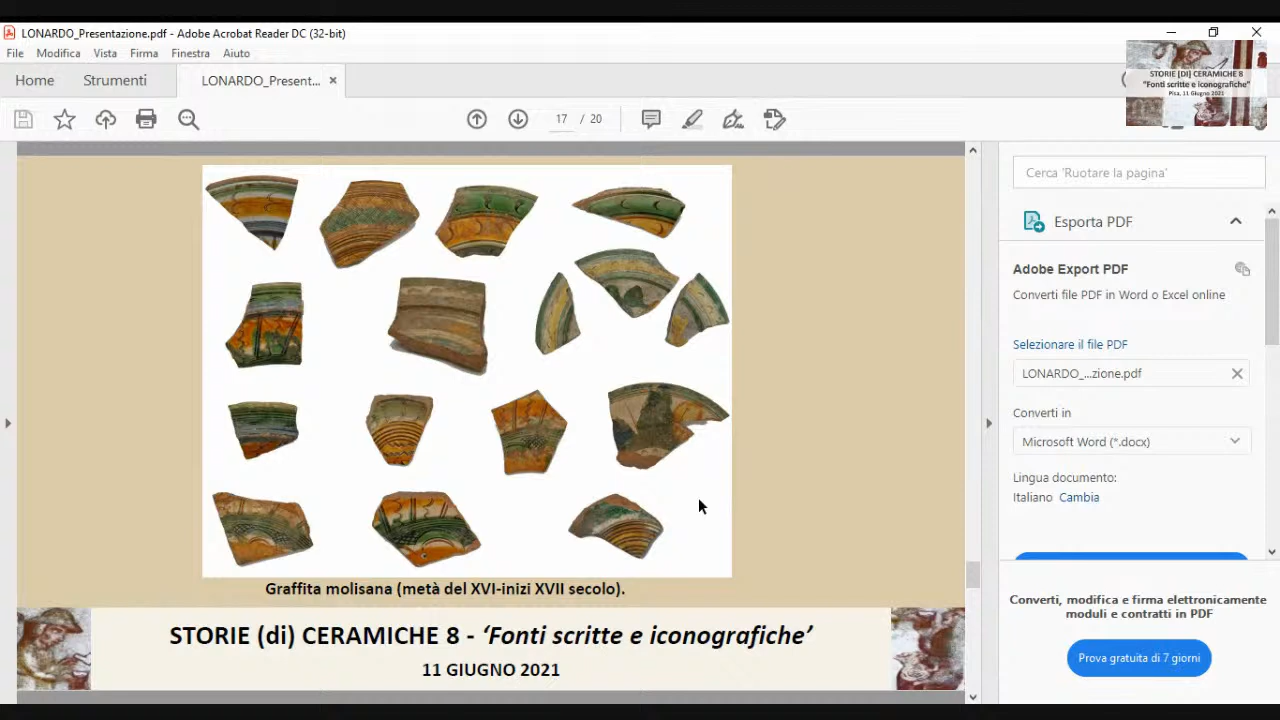 LONARDO_Presentazione.pdf - Adobe Acrobat Reader DC (32-bit)
File Modifica Vista Firma Finestra Aiuto
Home Strumenti LONARDO_Present...
STORIE [DI] CERAMICHE 8
"Fonti scritte e iconografiche"
Pisa, 11 Giugno 2021
17 / 20
Cerca 'Ruotare la pagina'
Esporta PDF
Adobe Export PDF
Converti file PDF in Word o Excel online
Selezionare il file PDF
LONARDO_...zione.pdf
Converti in
Microsoft Word (*.docx)
Lingua documento:
Italiano Cambia
Converti, modifica e firma elettronicamente
moduli e contratti in PDF
Prova gratuita di 7 giorni
Graffita molisana (metà del XVI-inizi XVII secolo).
STORIE (di) CERAMICHE 8 - 'Fonti scritte e iconografiche'
11 GIUGNO 2021